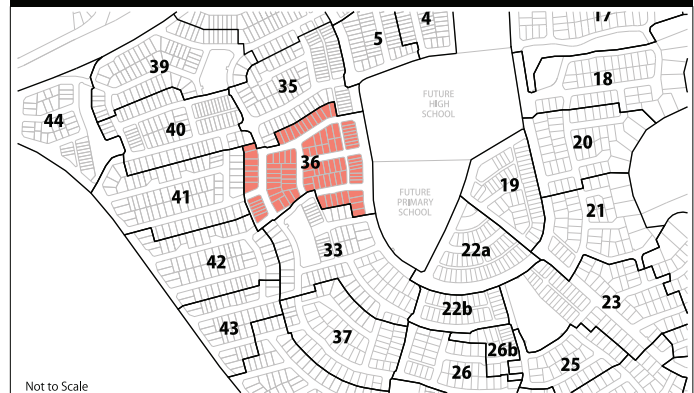 4
17
5
39
18
35
FUTURE
HIGH
SCHOOL
44
40
20
36
19
41
FUTURE
PRIMARY
SCHOOL
21
33
22a
42
23
22b
43
37
26b
25
26
Not to Scale